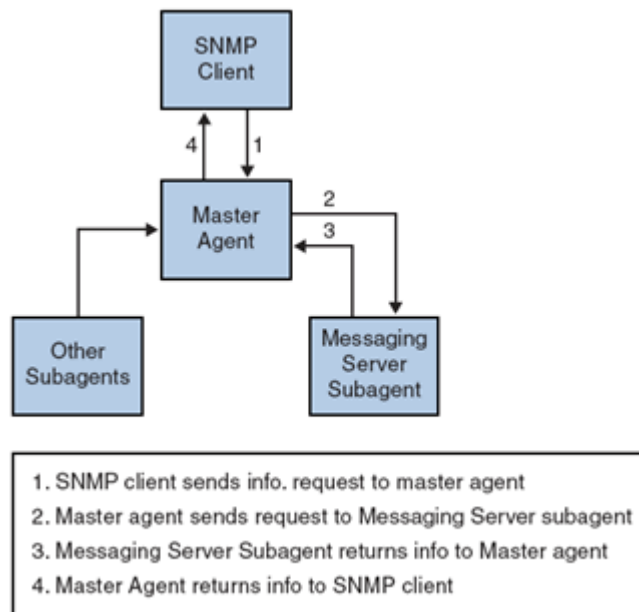 SNMP
Client
4
1
Master
Agent
2
3
Other
Subagents
Messaging
Server
Subagent
1. SNMP client sends info. request to master agent
2. Master agent sends request to Messaging Server subagent
3. Messaging Server Subagent returns info to Master agent
4. Master Agent returns info to SNMP client